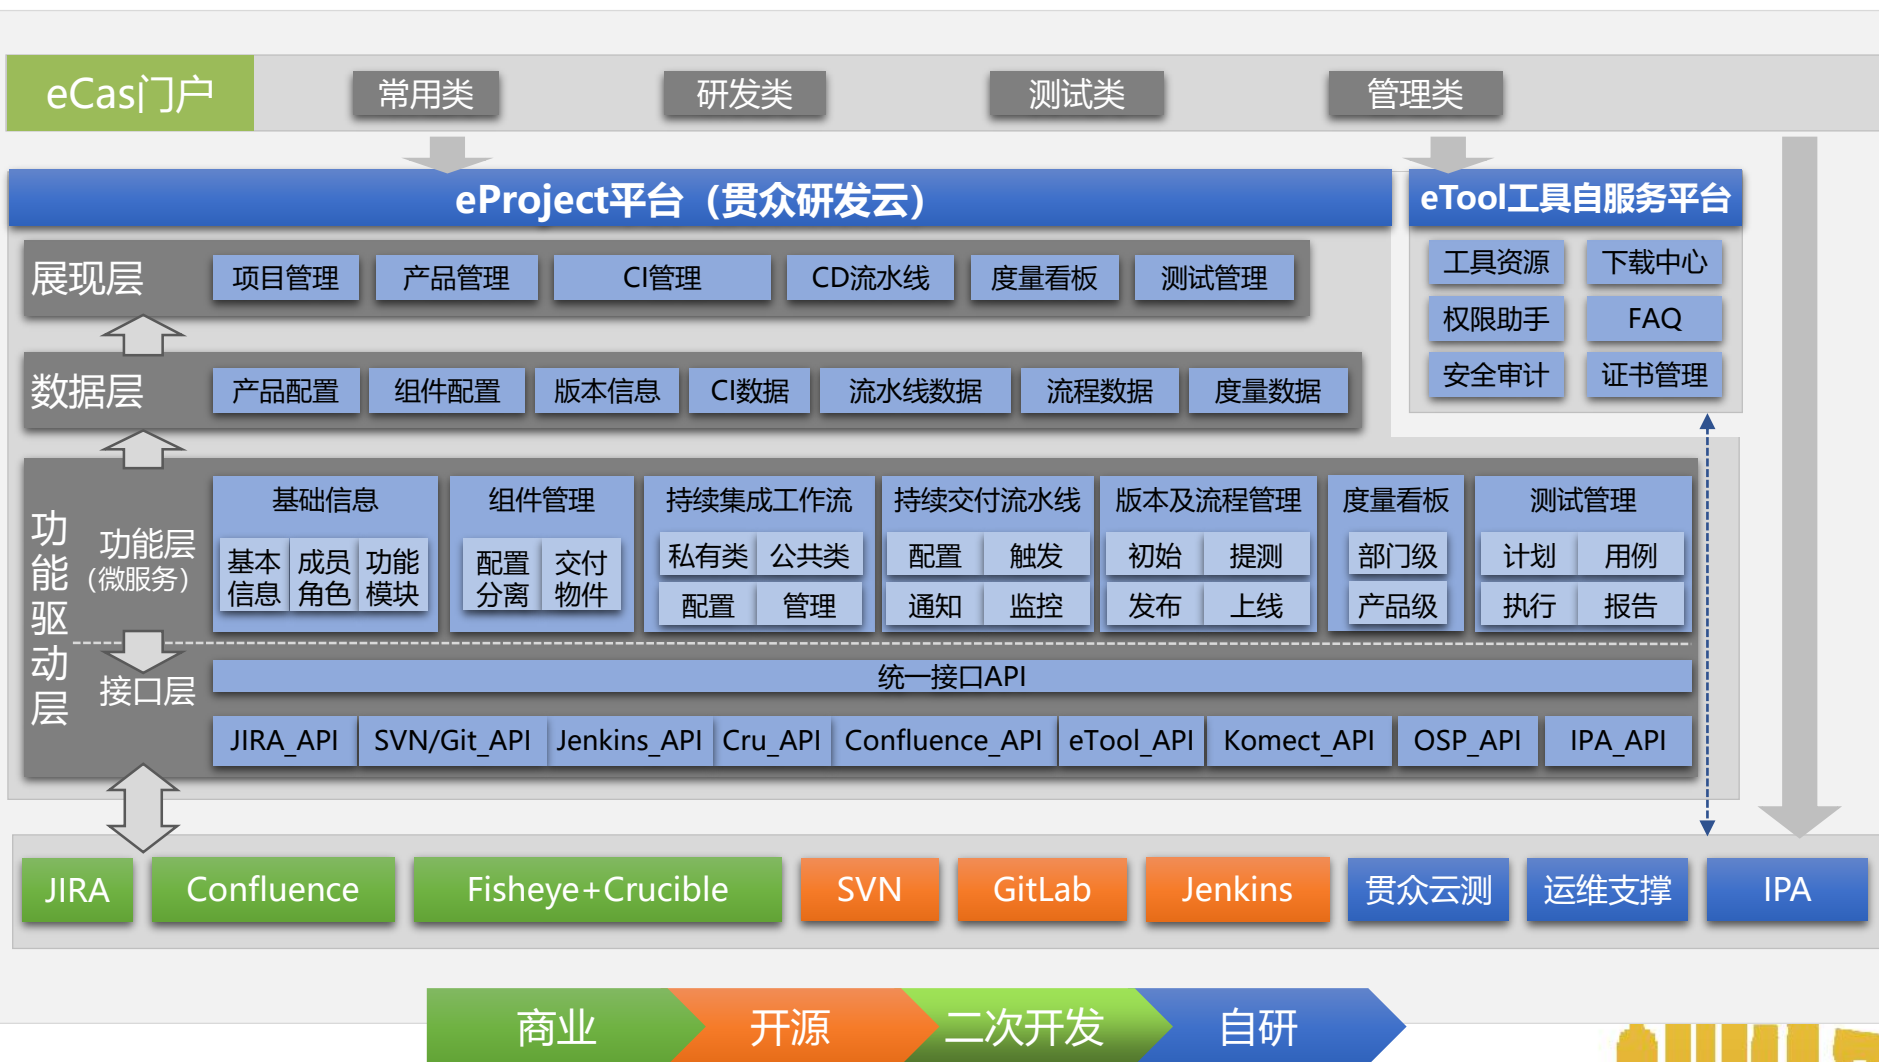 eCas门户
常用类
研发类
测试类
管理类
eProject平台（贯众研发云）
eTool工具自服务平台
展现层
项目管理
产品管理
CI管理
CD流水线
度量看板
测试管理
工具资源
下载中心
权限助手
FAQ
安全审计
证书管理
数据层
产品配置
组件配置
版本信息
CI数据
流水线数据
流程数据
度量数据
功能驱动层
功能层
（微服务）
基础信息
基本
信息
成员
角色
功能
模块
组件管理
配置
分离
交付
物件
持续集成工作流
私有类
公共类
配置
管理
持续交付流水线
配置
触发
通知
监控
版本及流程管理
初始
提测
发布
上线
度量看板
部门级
产品级
测试管理
计划
用例
执行
报告
接口层
统一接口API
JIRA_API
SVN/Git_API
Jenkins_API
Cru_API
Confluence_API
eTool_API
Komect_API
OSP_API
IPA_API
JIRA
Confluence
Fisheye+Crucible
SVN
GitLab
Jenkins
贯众云测
运维支撑
IPA
商业
开源
二次开发
自研